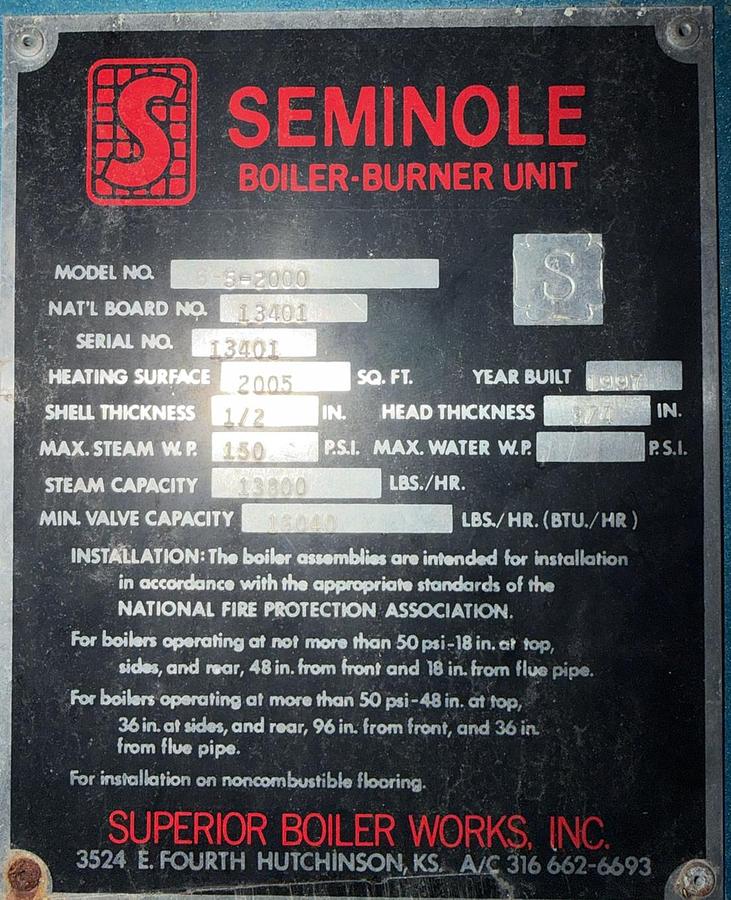 S
SEMINOLE
BOILER-BURNER UNIT
S
MODEL NO. S-2000
NAT'L BOARD NO. 13401
SERIAL NO. 13401
HEATING SURFACE 2005 SQ. FT. YEAR BUILT 1997
SHELL THICKNESS 1/2 IN. HEAD THICKNESS IN.
MAX. STEAM W.P. 150 P.S.I. MAX. WATER W.P. P.S.I.
STEAM CAPACITY 13800 LBS./HR.
MIN. VALVE CAPACITY LBS./HR. (BTU./HR)
INSTALLATION: The boiler assemblies are intended for installation
in accordance with the appropriate standards of the
NATIONAL FIRE PROTECTION ASSOCIATION.
For boilers operating at not more than 50 psi-18 in. at top,
sides, and rear, 48 in. from front and 18 in. from flue pipe.
For boilers operating at more than 50 psi-48 in. at top,
36 in. at sides, and rear, 96 in. from front, and 36 in.
from flue pipe.
For installation on noncombustible flooring.
SUPERIOR BOILER WORKS, INC.
3524 E. FOURTH HUTCHINSON, KS. A/C 316 662-6693